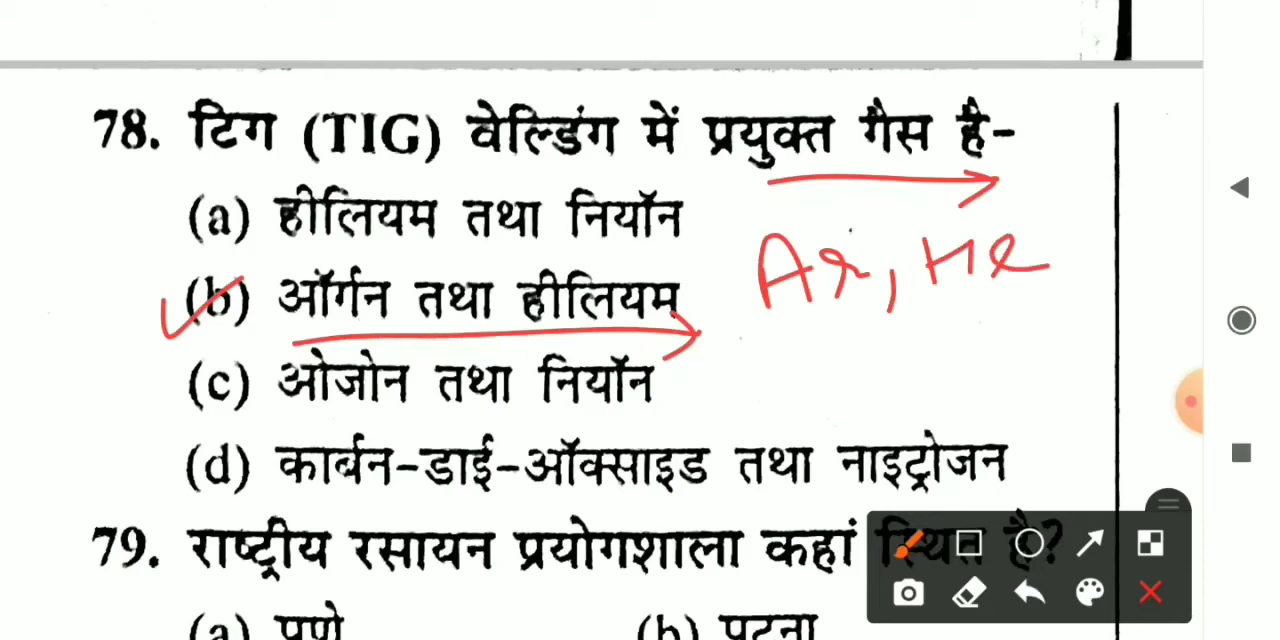 78. टिग (TIG) वेल्डिंग में प्रयुक्त गैस है-
(a) हीलियम तथा नियॉन
Ar, He
(b) ऑर्गन तथा हीलियम
(c) ओजोन तथा नियॉन
(d) कार्बन-डाई-ऑक्साइड तथा नाइट्रोजन
79. राष्ट्रीय रसायन प्रयोगशाला कहां स्थित है?
(a) पुणे (b) पटना